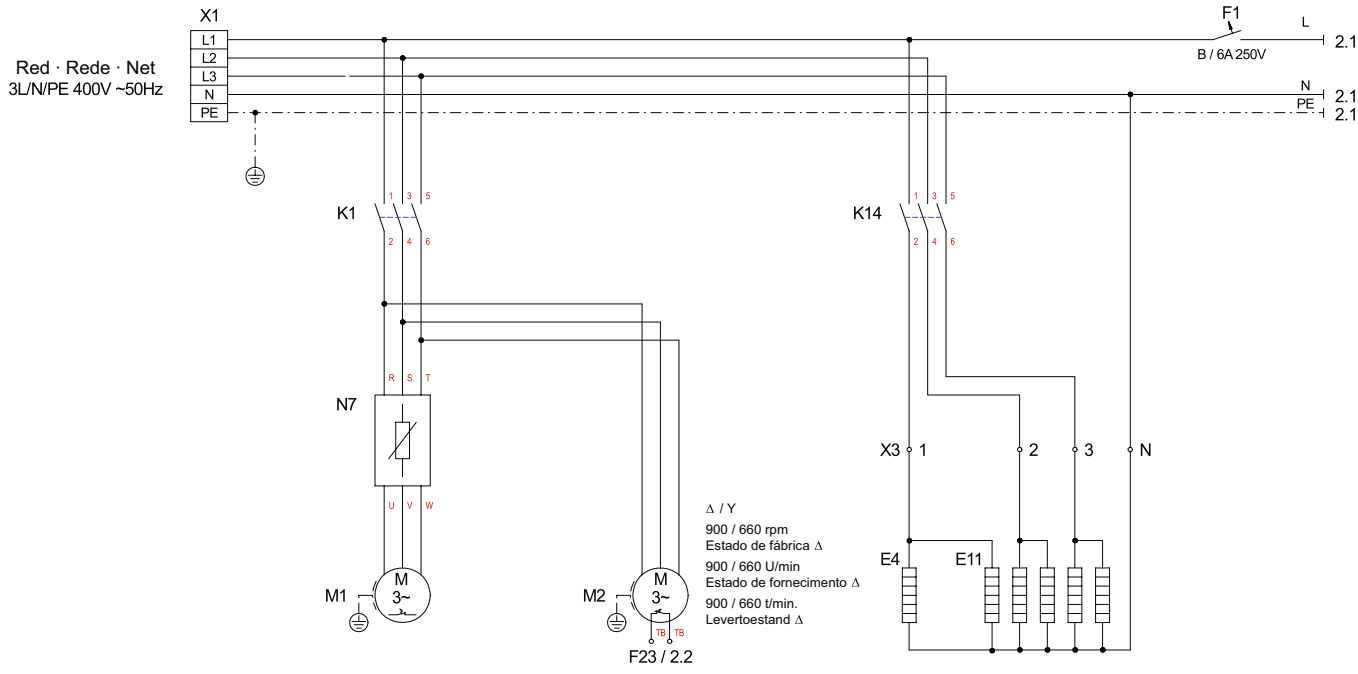 X1
F1
L1
L
2.1
L2
B / 6A 250V
Red · Rede · Net
L3
3L/N/PE 400V ~50Hz
N
N
2.1
PE
PE
2.1
1 3 5
K1
2 4 6
1 3 5
K14
2 4 6
R S T
N7
U V W
X3 1 2 3 N
Δ / Y
900 / 660 rpm
Estado de fábrica Δ
900 / 660 U/min
Estado de fornecimento Δ
900 / 660 t/min.
Levertoestand Δ
M1
M
3~
M2
M
3~
TB TB
F23 / 2.2
E4
E11